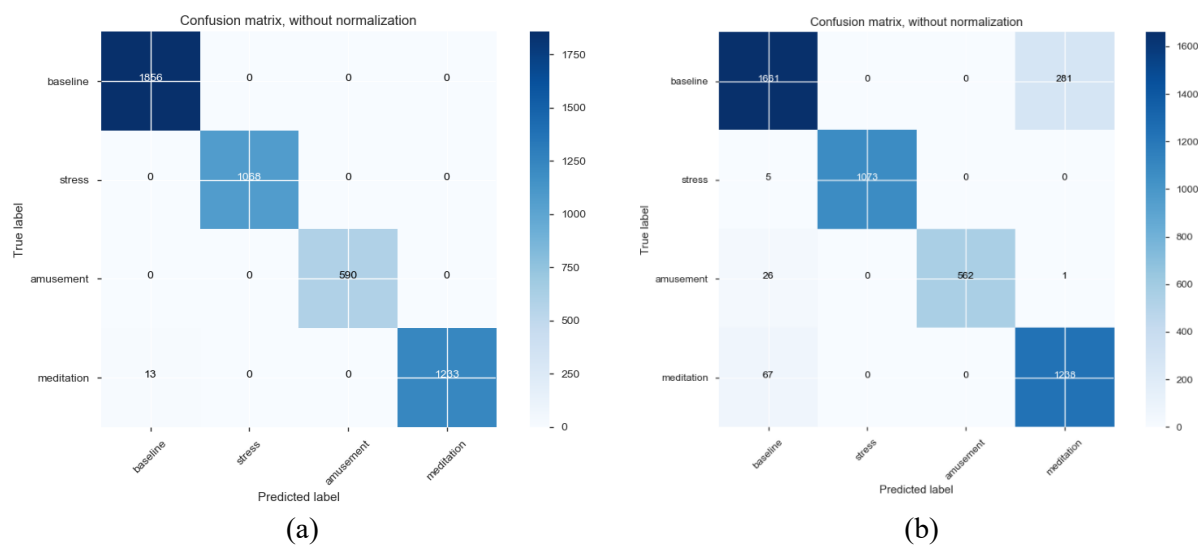 Confusion matrix, without normalization
baseline 1856 0 0 0
stress 0 1068 0 0
amusement 0 0 590 0
meditation 13 0 0 1233
True label
baseline stress amusement meditation
Predicted label
1750
1500
1250
1000
750
500
250
0
(a)
Confusion matrix, without normalization
baseline 1661 0 0 281
stress 5 1073 0 0
amusement 26 0 562 1
meditation 67 0 0 1238
True label
baseline stress amusement meditation
Predicted label
1600
1400
1200
1000
800
600
400
200
0
(b)